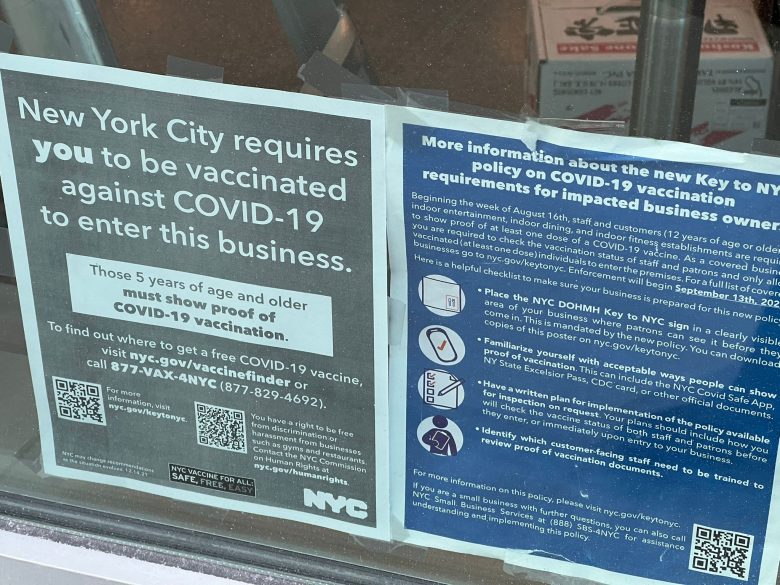 New York City requires
you to be vaccinated
against COVID-19
to enter this business.
Those 5 years of age and older
must show proof of
COVID-19 vaccination.
To find out where to get a free COVID-19 vaccine,
visit nyc.gov/vaccinefinder or
call 877-VAX-4NYC (877-829-4692).
For more
information, visit
nyc.gov/keytonyc.
You have a right to be free
from discrimination or
harassment from businesses
such as gyms and restaurants.
Contact the NYC Commission
on Human Rights at
nyc.gov/humanrights.
NYC may change recommendations
as the situation evolves. 12.14.21
NYC VACCINE FOR ALL:
SAFE, FREE, EASY
NYC
More information about the new Key to NY
policy on COVID-19 vaccination
requirements for impacted business owner
Beginning the week of August 16th, staff and customers (12 years of age or older
indoor entertainment, indoor dining, and indoor fitness establishments are requi
to show proof of at least one dose of a COVID-19 vaccine. As a covered busi
you are required to check the vaccination status of staff and patrons and only all
vaccinated (at least one dose) individuals to enter the premises. For a full list of covere
businesses go to nyc.gov/keytonyc. Enforcement will begin September 13th, 202
Here is a helpful checklist to make sure your business is prepared for this new policy
• Place the NYC DOHMH Key to NYC sign in a clearly visible
area of your business where patrons can see it before they
come in. This is mandated by the new policy. You can download
copies of this poster on nyc.gov/keytonyc.
• Familiarize yourself with acceptable ways people can show
proof of vaccination. This can include the NYC Covid Safe App,
NY State Excelsior Pass, CDC card, or other official documents.
• Have a written plan for implementation of the policy available
for inspection on request. Your plans should include how you
will check the vaccine status of both staff and patrons before
they enter, or immediately upon entry to your business.
• Identify which customer-facing staff need to be trained to
review proof of vaccination documents.
For more information on this policy, please visit nyc.gov/keytonyc.
If you are a small business with further questions, you can also call
NYC Small Business Services at (888) SBS-4NYC for assistance
understanding and implementing this policy.